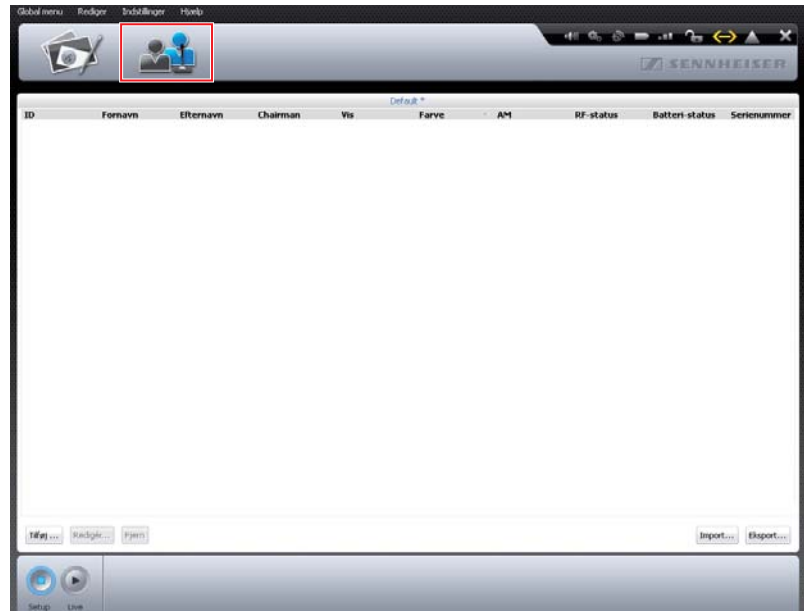 Global menu Rediger Indstillinger Hjælp
SENNHEISER
Default *
ID Fornavn Efternavn Chairman Vis Farve AM RF-status Batteri-status Serienummer
Tilføj ... Redigér... Fjern Import... Eksport...
Setup Live